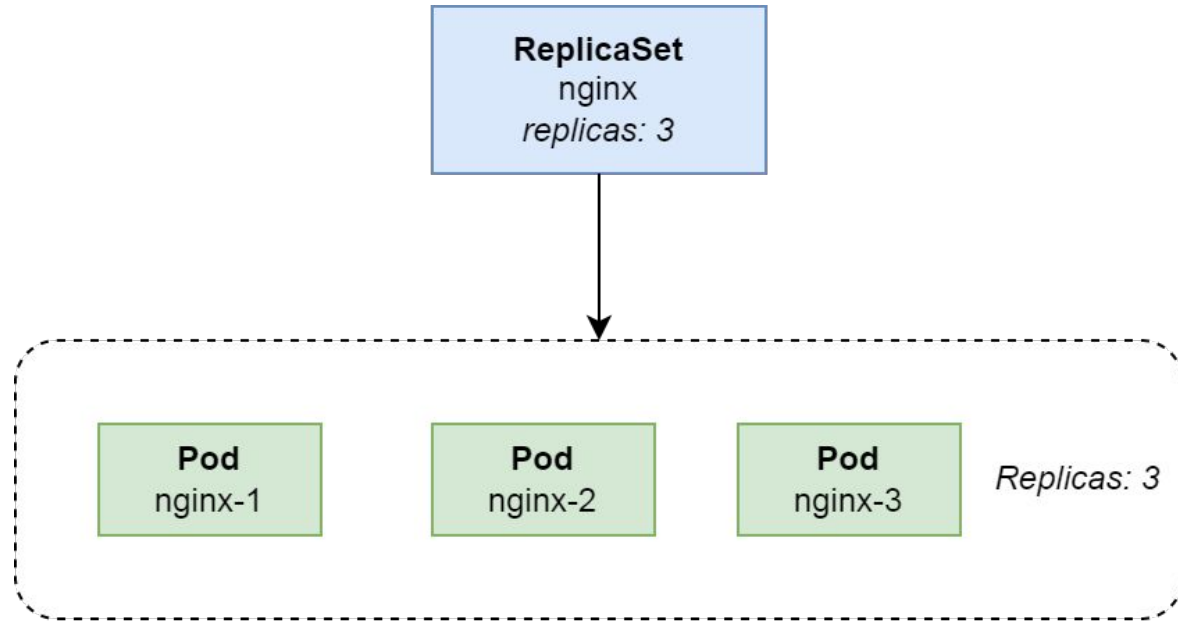 ReplicaSet
nginx
replicas: 3
Pod
nginx-1
Pod
nginx-2
Pod
nginx-3
Replicas: 3